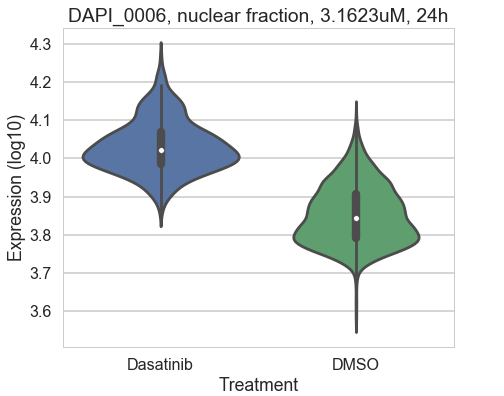 DAPI_0006, nuclear fraction, 3.1623uM, 24h
Expression (log10)
4.3
4.2
4.1
4.0
3.9
3.8
3.7
3.6
Dasatinib DMSO
Treatment